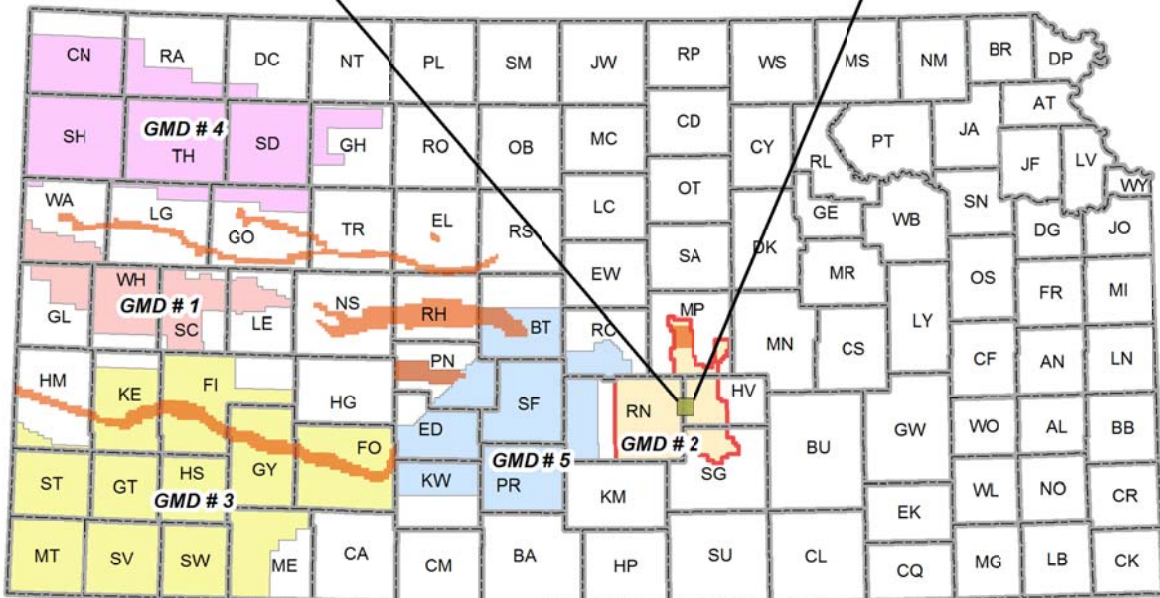 CN
RA
DC
NT
PL
SM
JW
RP
WS
MS
NM
BR
DP
SH
GMD # 4
TH
SD
GH
RO
OB
MC
CD
CY
RL
PT
JA
AT
JF
LV
WY
WA
LG
GO
TR
EL
RS
LC
OT
SA
DK
GE
WB
SN
DG
JO
MR
OS
FR
MI
GL
WH
GMD # 1
SC
LE
NS
RH
BT
EW
RC
MP
MN
CS
LY
CF
AN
LN
HM
KE
FI
HG
PN
SF
RN
HV
GMD # 2
SG
BU
GW
WO
AL
BB
ST
GT
HS
GMD # 3
GY
FO
ED
KW
GMD # 5
PR
KM
EK
WL
NO
CR
MT
SV
SW
ME
CA
CM
BA
HP
SU
CL
CQ
MG
LB
CK